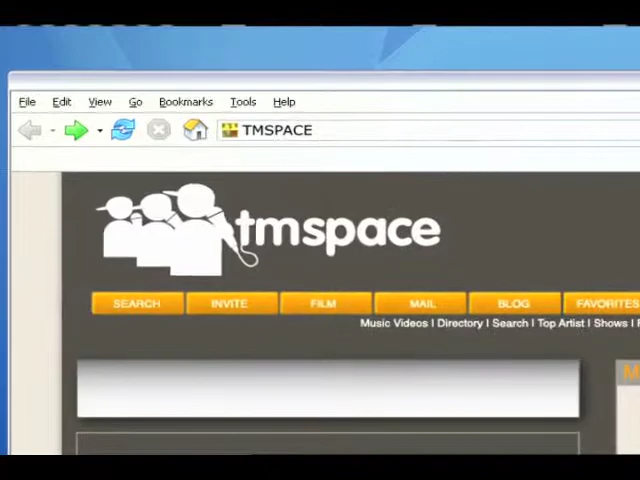 File Edit View Go Bookmarks Tools Help
TMSPACE
tmspace
SEARCH INVITE FILM MAIL BLOG FAVORITES
Music Videos | Directory | Search | Top Artist | Shows |
M